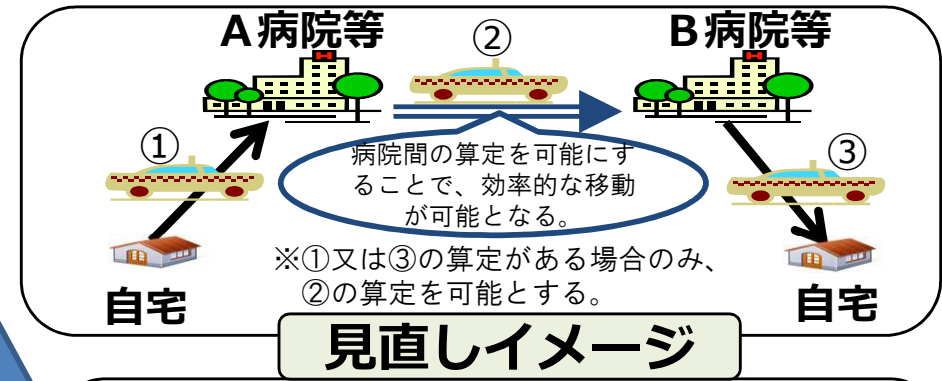 A病院等
②
B病院等
①
病院間の算定を可能にす
ることで、効率的な移動
が可能となる。
③
※①又は③の算定がある場合のみ、
②の算定を可能とする。
自宅
自宅
見直しイメージ